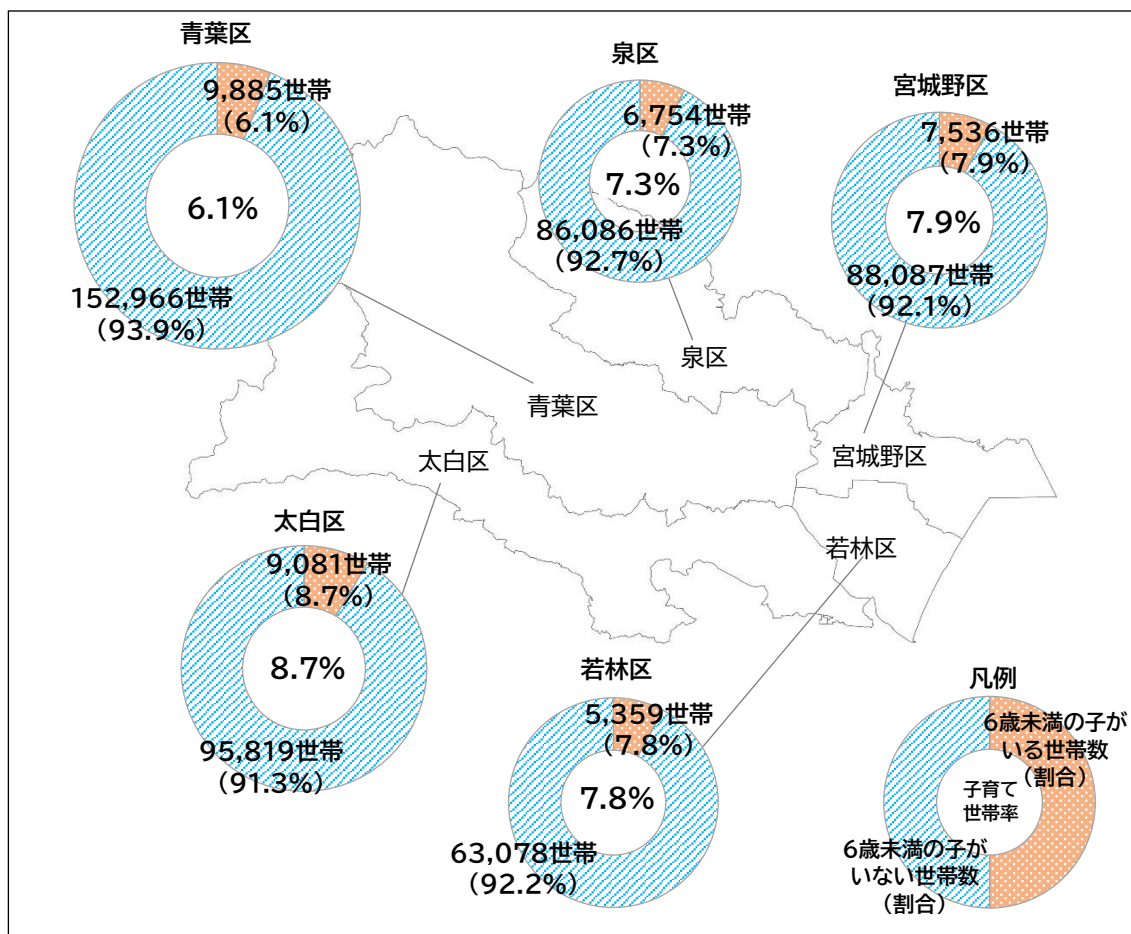 青葉区
9,885世帯
（6.1%）
6.1%
152,966世帯
（93.9%）
泉区
6,754世帯
（7.3%）
7.3%
86,086世帯
（92.7%）
宮城野区
7,536世帯
（7.9%）
7.9%
88,087世帯
（92.1%）
泉区
青葉区
太白区
宮城野区
若林区
太白区
9,081世帯
（8.7%）
8.7%
95,819世帯
（91.3%）
若林区
5,359世帯
（7.8%）
7.8%
63,078世帯
（92.2%）
凡例
6歳未満の子が
いる世帯数
（割合）
子育て
世帯率
6歳未満の子が
いない世帯数
（割合）